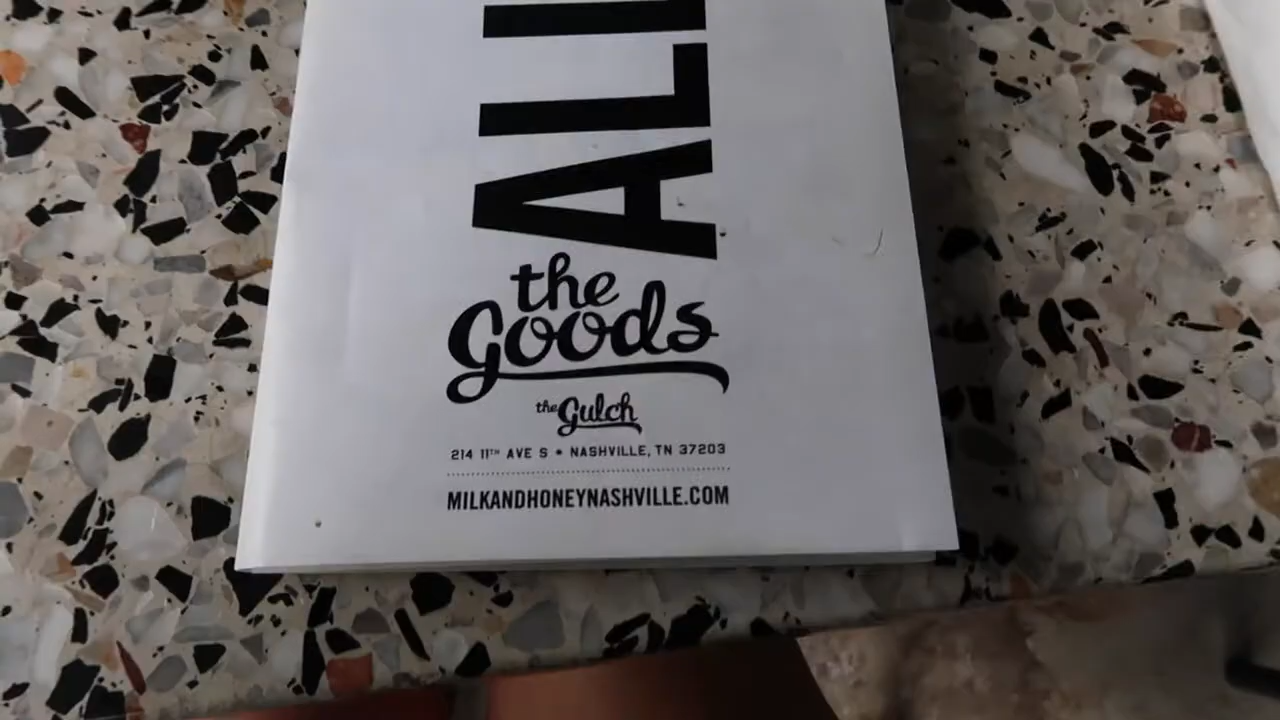 ALL
the
Goods
the Gulch
214 11TH AVE S • NASHVILLE, TN 37203
MILKANDHONEYNASHVILLE.COM